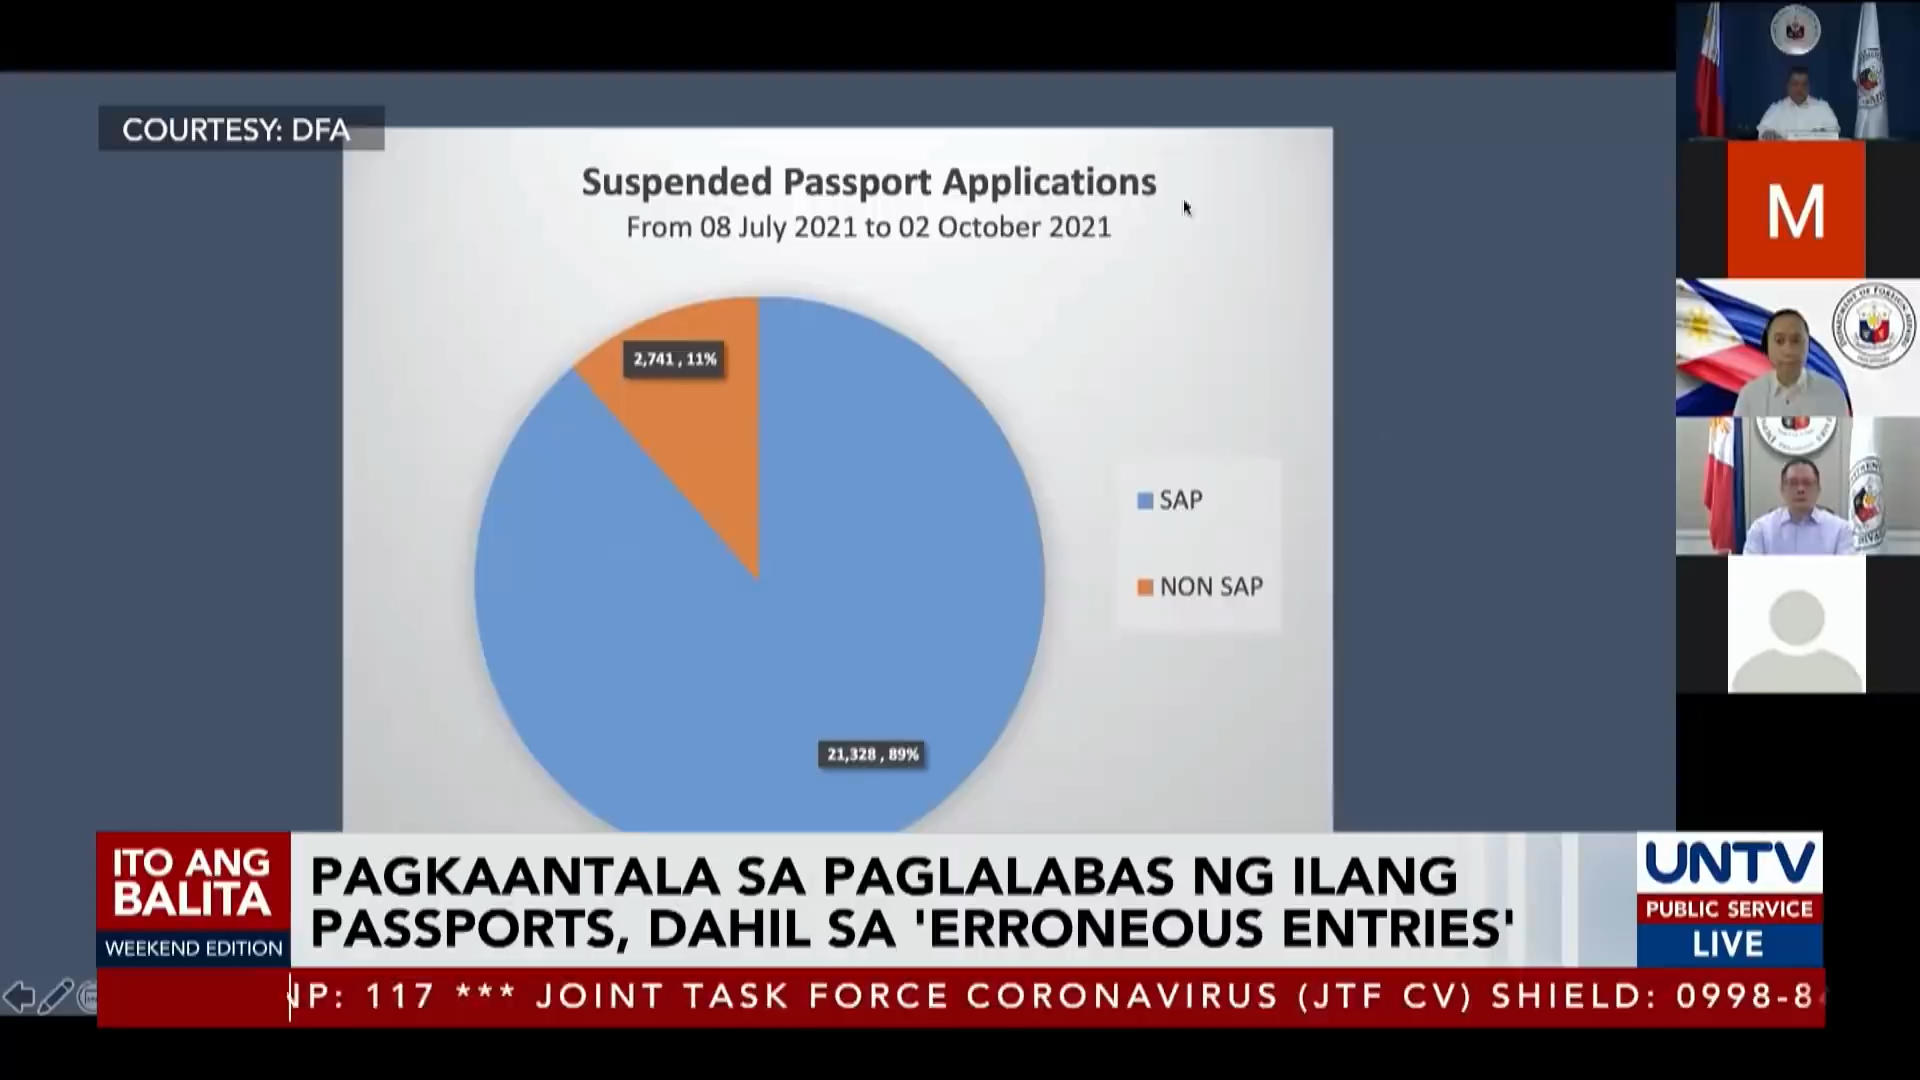 COURTESY: DFA
Suspended Passport Applications
From 08 July 2021 to 02 October 2021
2,741 , 11%
SAP
NON SAP
21,328 , 89%
M
ITO ANG
BALITA
WEEKEND EDITION
PAGKAANTALA SA PAGLALABAS NG ILANG
PASSPORTS, DAHIL SA 'ERRONEOUS ENTRIES'
UNTV
PUBLIC SERVICE
LIVE
NP: 117 *** JOINT TASK FORCE CORONAVIRUS (JTF CV) SHIELD: 0998-8